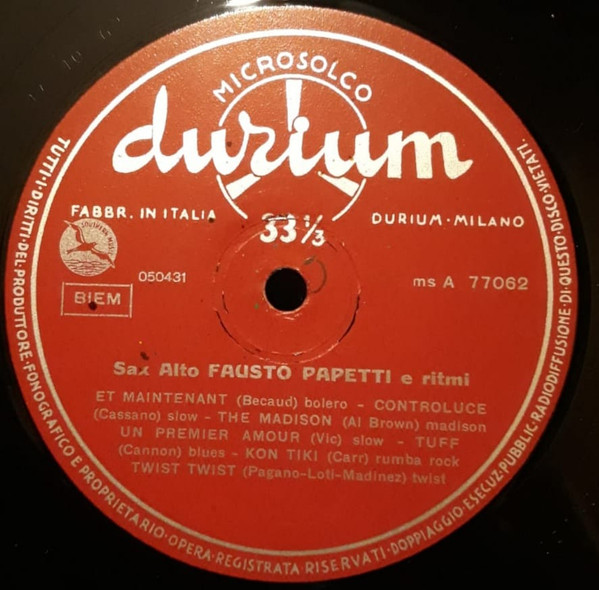 MICROSOLCO
durium
FABBR. IN ITALIA
33 1/3
DURIUM·MILANO
SOUTHERN MUSIC
050431
ms A 77062
BIEM
Sax Alto FAUSTO PAPETTI e ritmi
ET MAINTENANT (Becaud) bolero – CONTROLUCE
(Cassano) slow – THE MADISON (Al Brown) madison
UN PREMIER AMOUR (Vic) slow – TUFF
(Cannon) blues – KON TIKI (Carr) rumba rock
TWIST TWIST (Pagano-Loti-Madinez) twist
TUTTI·I·DIRITTI·DEL·PRODUTTORE·FONOGRAFICO E PROPRIETARIO·OPERA·REGISTRATA RISERVATI·DOPPIAGGIO·ESECUZ·PUBBLIC·RADIODIFFUSIONE·DI·QUESTO·DISCO·VIETATI.